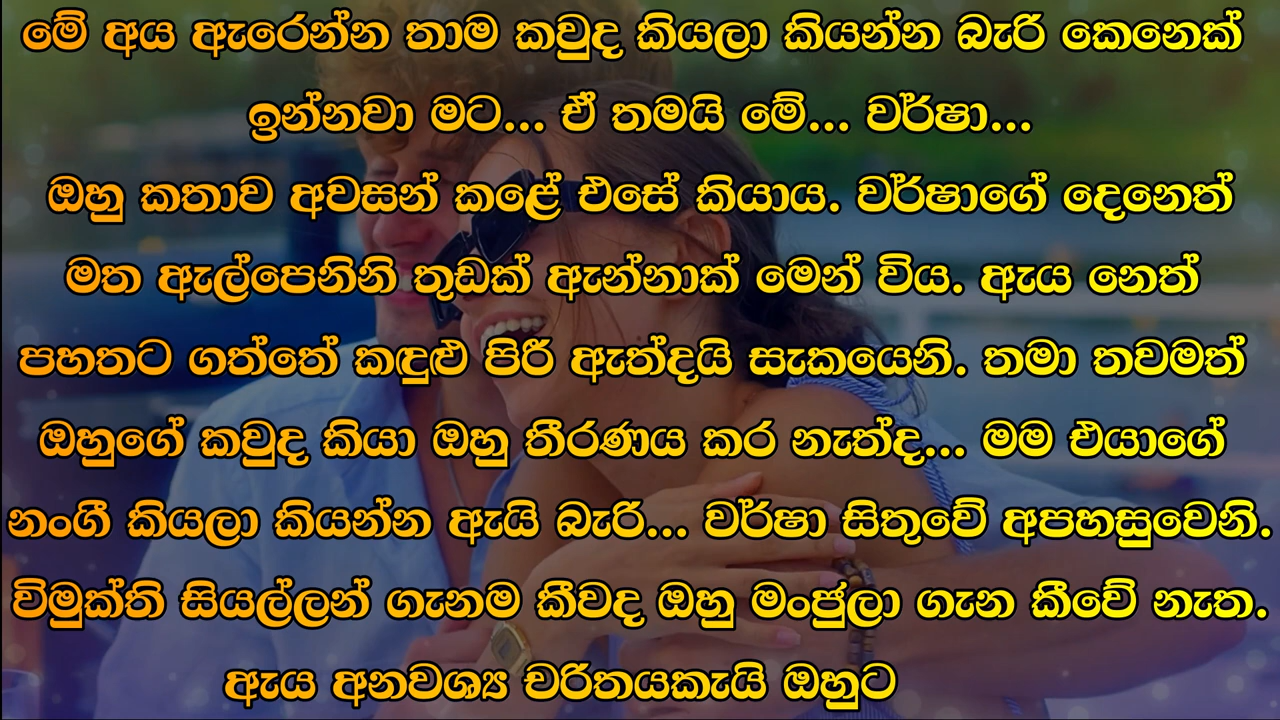 මේ අය ඇරෙන්න තාම කවුද කියලා කියන්න බැරි කෙනෙක්
ඉන්නවා මට... ඒ තමයි මේ... වර්ෂා...
ඔහු කතාව අවසන් කළේ එසේ කියාය. වර්ෂාගේ දෙනෙත්
මත ඇල්පෙනිනි තුඩක් ඇන්නාක් මෙන් විය. ඇය නෙත්
පහතට ගත්තේ කඳුළු පිරී ඇත්දැයි සැකයෙනි. තමා තවමත්
ඔහුගේ කවුද කියා ඔහු තීරණය කර නැත්ද... මම එයාගේ
නංගී කියලා කියන්න ඇයි බැරි... වර්ෂා සිතුවේ අපහසුවෙනි.
විමුක්ති සියල්ලන් ගැනම කීවද ඔහු මංජුලා ගැන කීවේ නැත.
ඇය අනවශ්‍ය චරිතයකැයි ඔහුට